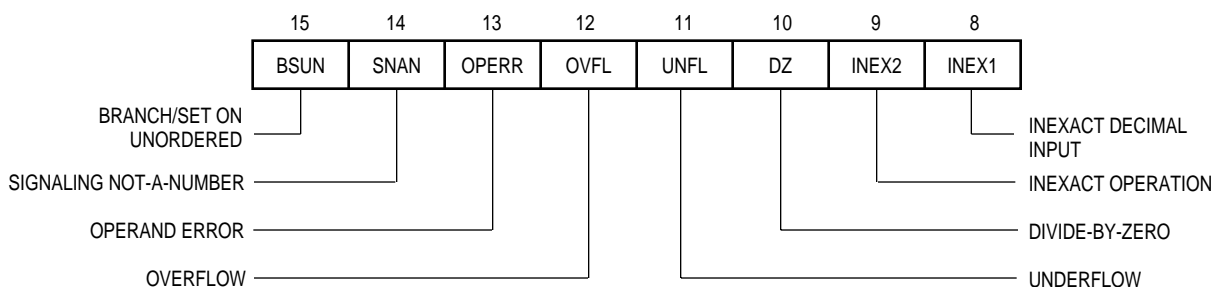 15 14 13 12 11 10 9 8
BSUN SNAN OPERR OVFL UNFL DZ INEX2 INEX1
BRANCH/SET ON
UNORDERED
INEXACT DECIMAL
INPUT
SIGNALING NOT-A-NUMBER
INEXACT OPERATION
OPERAND ERROR
DIVIDE-BY-ZERO
OVERFLOW
UNDERFLOW